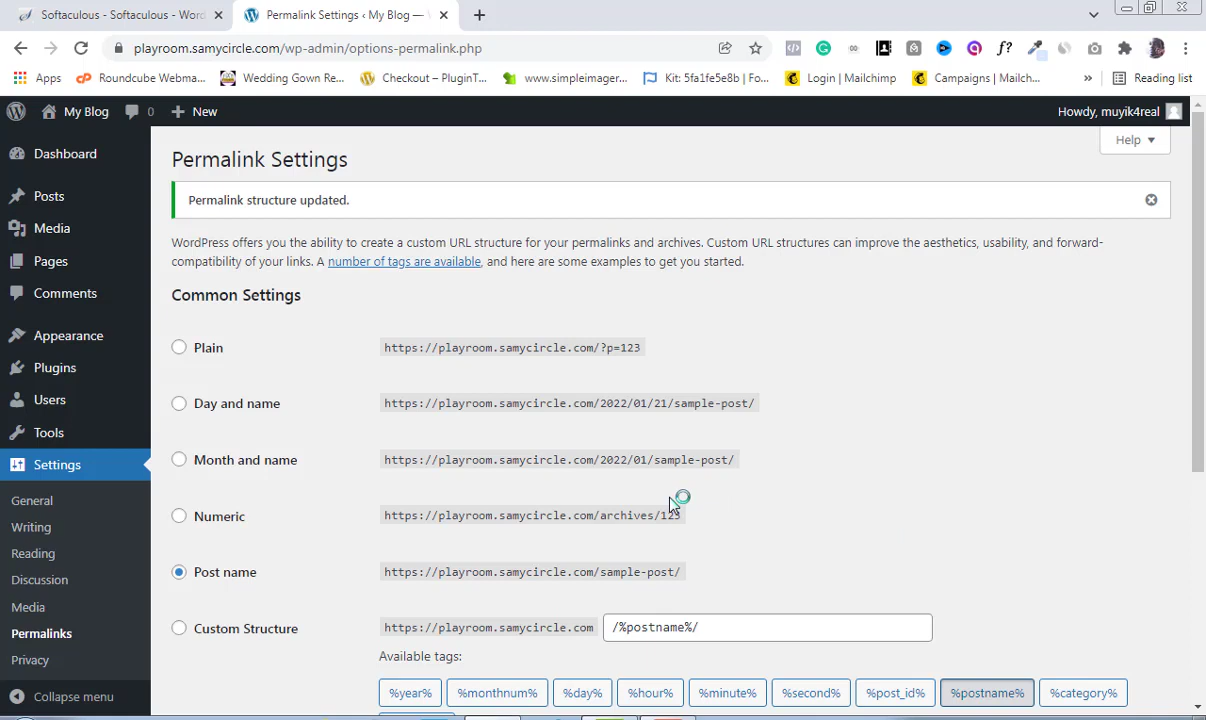 Softaculous - Softaculous - Word
Permalink Settings ‹ My Blog —
playroom.samycircle.com/wp-admin/options-permalink.php
Apps
Roundcube Webma...
Wedding Gown Re...
Checkout – PluginT...
www.simpleimager...
Kit: 5fa1fe5e8b | Fo...
Login | Mailchimp
Campaigns | Mailch...
»
Reading list
My Blog
0
New
Howdy, muyik4real
Help
Dashboard
Posts
Media
Pages
Comments
Appearance
Plugins
Users
Tools
Settings
General
Writing
Reading
Discussion
Media
Permalinks
Privacy
Collapse menu
Permalink Settings
Permalink structure updated.
WordPress offers you the ability to create a custom URL structure for your permalinks and archives. Custom URL structures can improve the aesthetics, usability, and forward-
compatibility of your links. A number of tags are available, and here are some examples to get you started.
Common Settings
Plain https://playroom.samycircle.com/?p=123
Day and name https://playroom.samycircle.com/2022/01/21/sample-post/
Month and name https://playroom.samycircle.com/2022/01/sample-post/
Numeric https://playroom.samycircle.com/archives/123
Post name https://playroom.samycircle.com/sample-post/
Custom Structure https://playroom.samycircle.com /%postname%/
Available tags:
%year% %monthnum% %day% %hour% %minute% %second% %post_id% %postname% %category%